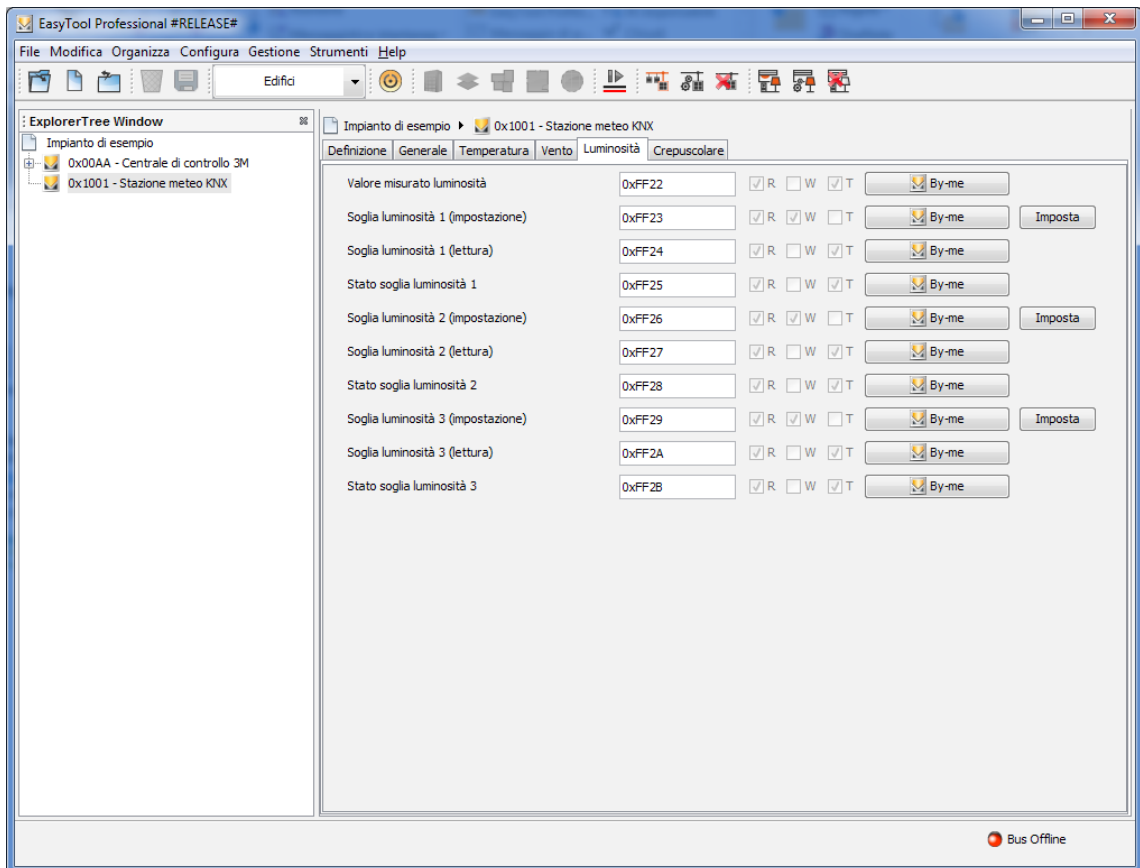 EasyTool Professional #RELEASE#
File Modifica Organizza Configura Gestione Strumenti Help
Edifici
ExplorerTree Window
Impianto di esempio
0x00AA - Centrale di controllo 3M
0x1001 - Stazione meteo KNX
Impianto di esempio 0x1001 - Stazione meteo KNX
Definizione Generale Temperatura Vento Luminosità Crepuscolare
Valore misurato luminosità 0xFF22 R W T By-me
Soglia luminosità 1 (impostazione) 0xFF23 R W T By-me Imposta
Soglia luminosità 1 (lettura) 0xFF24 R W T By-me
Stato soglia luminosità 1 0xFF25 R W T By-me
Soglia luminosità 2 (impostazione) 0xFF26 R W T By-me Imposta
Soglia luminosità 2 (lettura) 0xFF27 R W T By-me
Stato soglia luminosità 2 0xFF28 R W T By-me
Soglia luminosità 3 (impostazione) 0xFF29 R W T By-me Imposta
Soglia luminosità 3 (lettura) 0xFF2A R W T By-me
Stato soglia luminosità 3 0xFF2B R W T By-me
Bus Offline